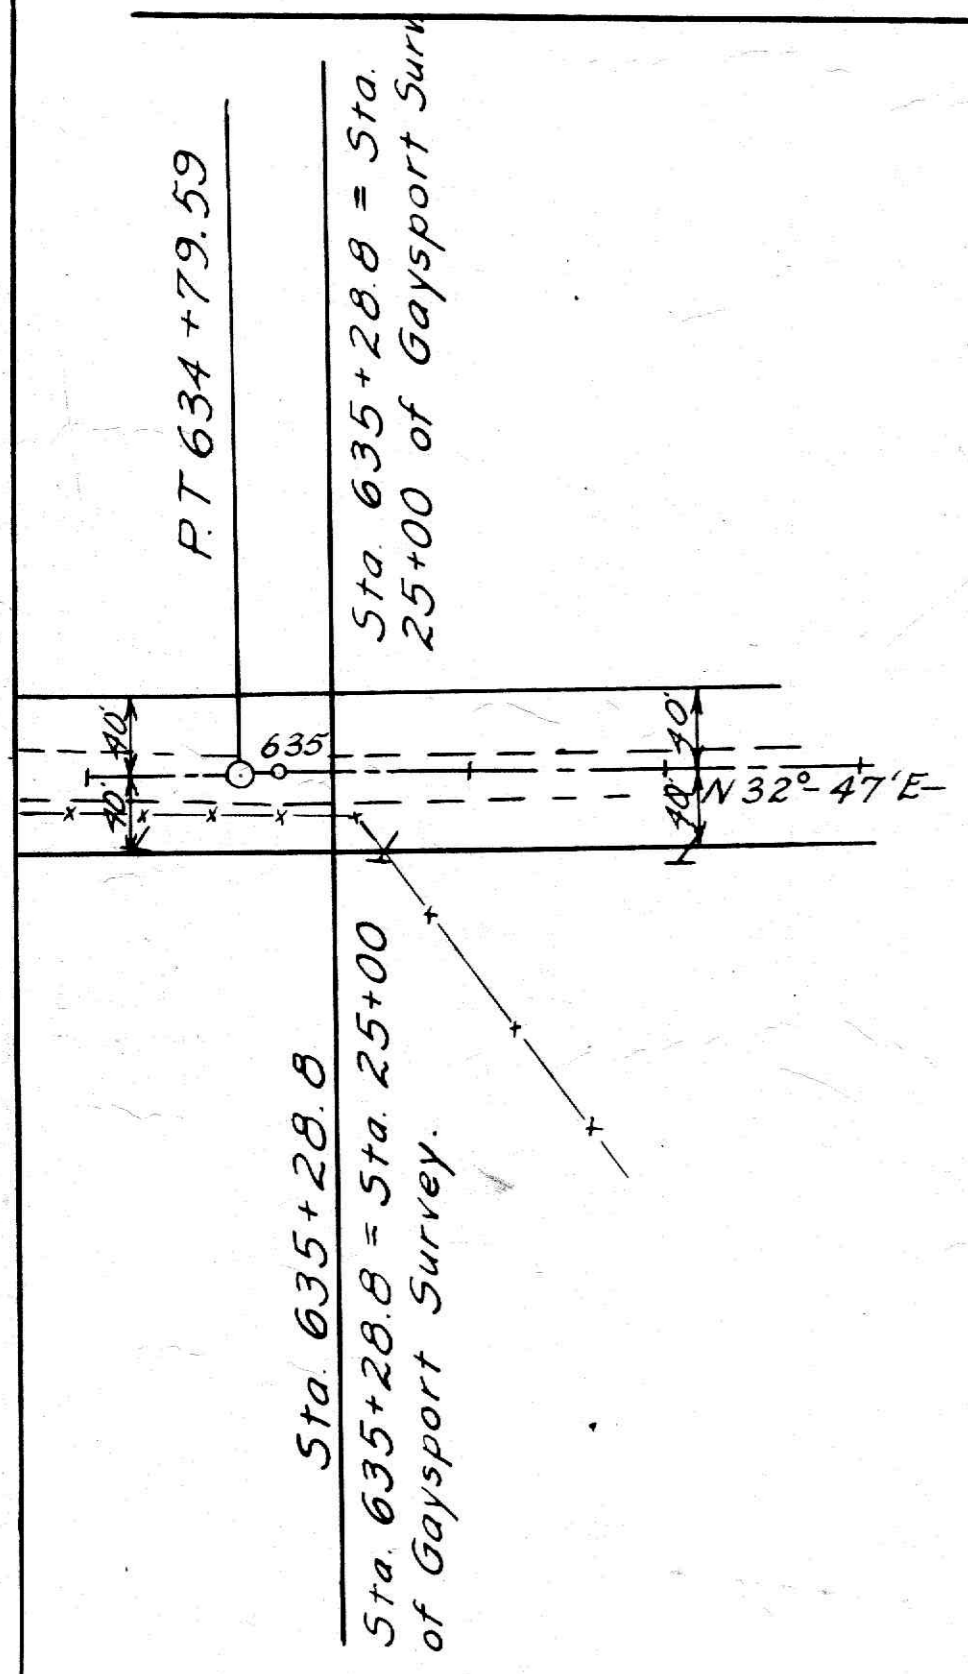 P.T 634+79.59
Sta. 635+28.8 = Sta.
25+00 of Gaysport Surv
635
40'
40'
40'
40'
N 32°-47'E-
Sta. 635+28.8
Sta. 635+28.8 = Sta. 25+00
of Gaysport Survey.